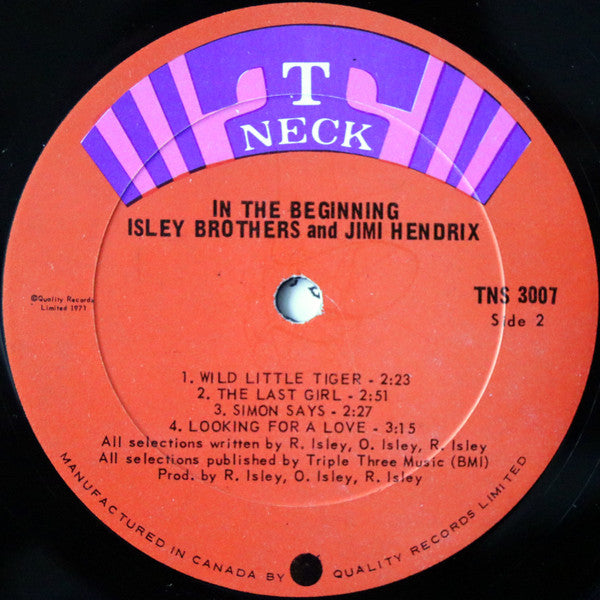 T
NECK
IN THE BEGINNING
ISLEY BROTHERS and JIMI HENDRIX
©Quality Records
Limited 1971
TNS 3007
Side 2
1. WILD LITTLE TIGER - 2:23
2. THE LAST GIRL - 2:51
3. SIMON SAYS - 2:27
4. LOOKING FOR A LOVE - 3:15
All selections written by R. Isley, O. Isley, R. Isley
All selections published by Triple Three Music (BMI)
Prod. by R. Isley, O. Isley, R. Isley
MANUFACTURED IN CANADA BY QUALITY RECORDS LIMITED